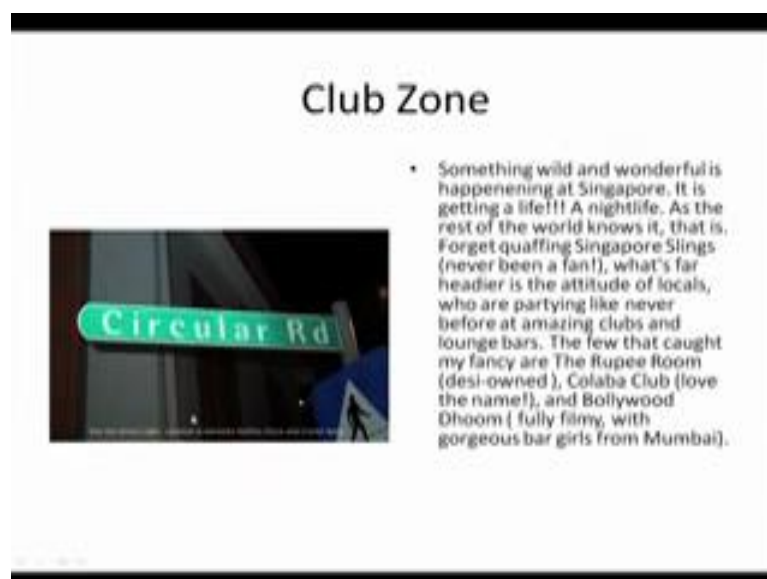 Club Zone
• Something wild and wonderful is
happenening at Singapore. It is
getting a life!!! A nightlife. As the
rest of the world knows it, that is.
Forget quaffing Singapore Slings
(never been a fan!), what's far
headier is the attitude of locals,
who are partying like never
before at amazing clubs and
lounge bars. The few that caught
my fancy are The Rupee Room
(desi-owned ), Colaba Club (love
the name!), and Bollywood
Dhoom ( fully filmy, with
gorgeous bar girls from Mumbai).
Circular Rd